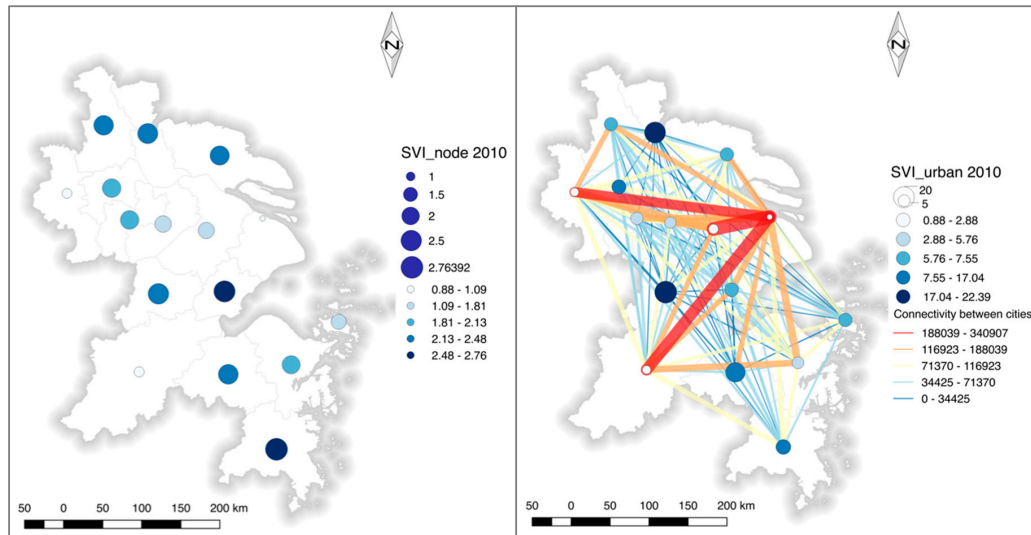 N
SVI_node 2010
1
1.5
2
2.5
2.76392
0.88 - 1.09
1.09 - 1.81
1.81 - 2.13
2.13 - 2.48
2.48 - 2.76
50 0 50 100 150 200 km
N
SVI_urban 2010
20
5
0.88 - 2.88
2.88 - 5.76
5.76 - 7.55
7.55 - 17.04
17.04 - 22.39
Connectivity between cities
188039 - 340907
116923 - 188039
71370 - 116923
34425 - 71370
0 - 34425
50 0 50 100 150 200 km